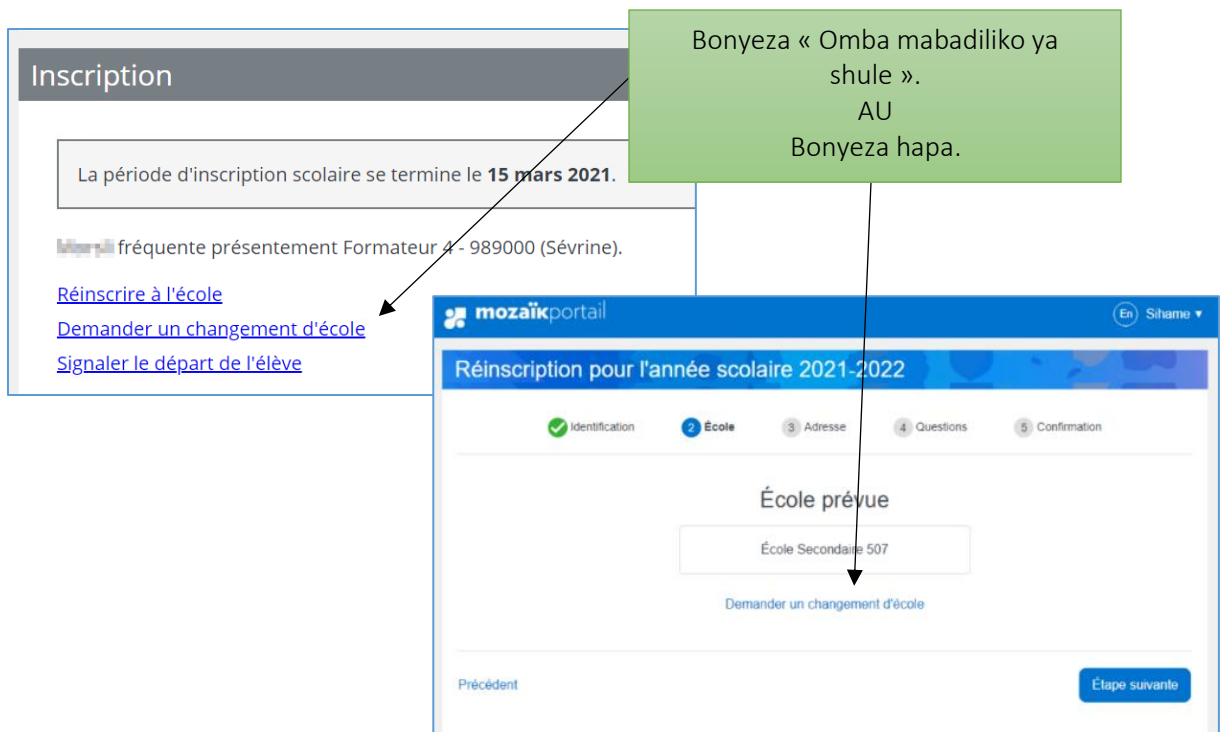 Bonyeza « Omba mabadiliko ya
shule ».
AU
Bonyeza hapa.
Inscription
La période d'inscription scolaire se termine le 15 mars 2021.
fréquente présentement Formateur 4 - 989000 (Sévrine).
Réinscrire à l'école
Demander un changement d'école
Signaler le départ de l'élève
mozaïkportail
En Sihame
Réinscription pour l'année scolaire 2021-2022
Identification 2 École 3 Adresse 4 Questions 5 Confirmation
École prévue
École Secondaire 507
Demander un changement d'école
Précédent Étape suivante